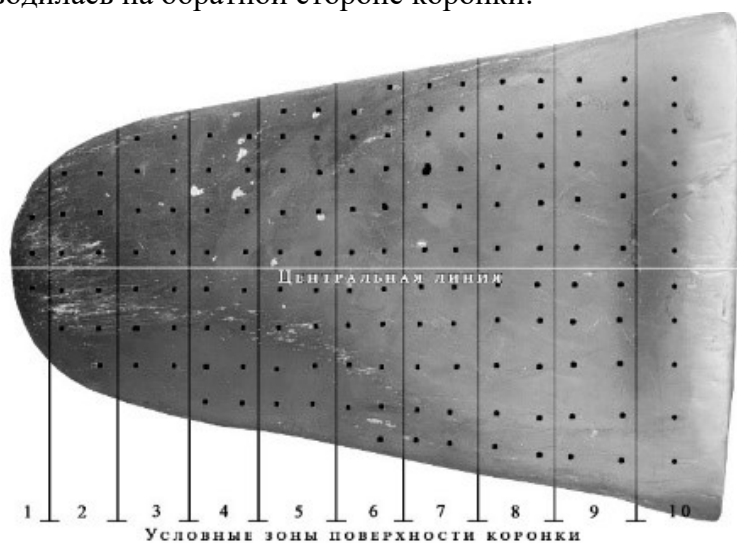 водилась на обратной стороне коронки.
Центральная линия
1 2 3 4 5 6 7 8 9 10
Условные зоны поверхности коронки